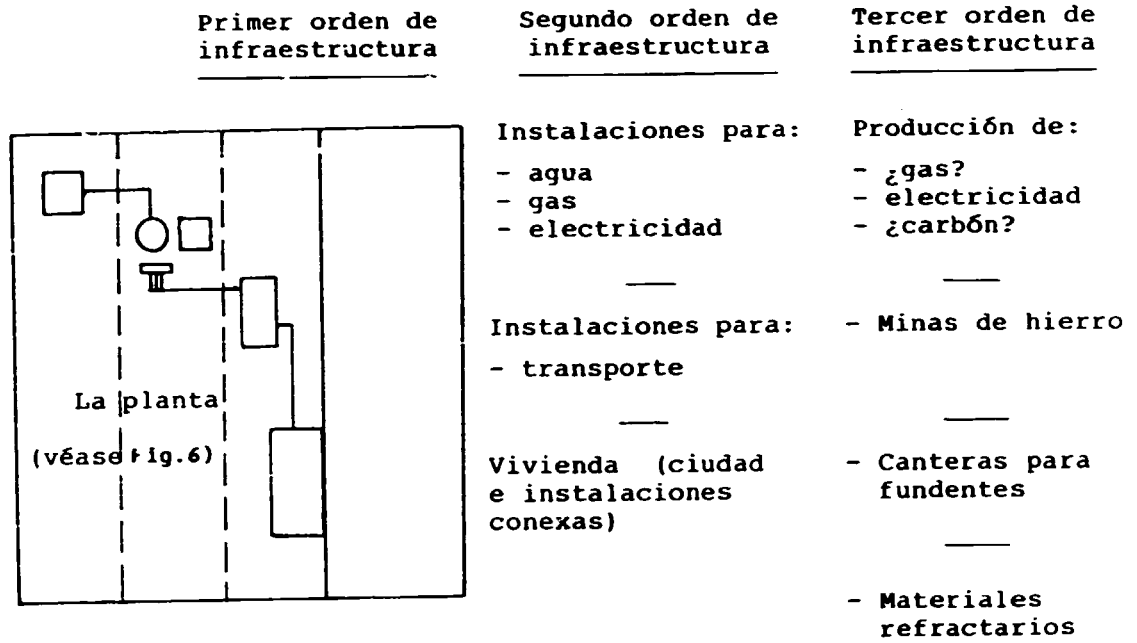 Primer orden de
infraestructura
Segundo orden de
infraestructura
Tercer orden de
infraestructura
La planta
(véase Fig.6)
Instalaciones para:
- agua
- gas
- electricidad
Instalaciones para:
- transporte
Vivienda (ciudad
e instalaciones
conexas)
Producción de:
- ¿gas?
- electricidad
- ¿carbón?
- Minas de hierro
- Canteras para
fundentes
- Materiales
refractarios